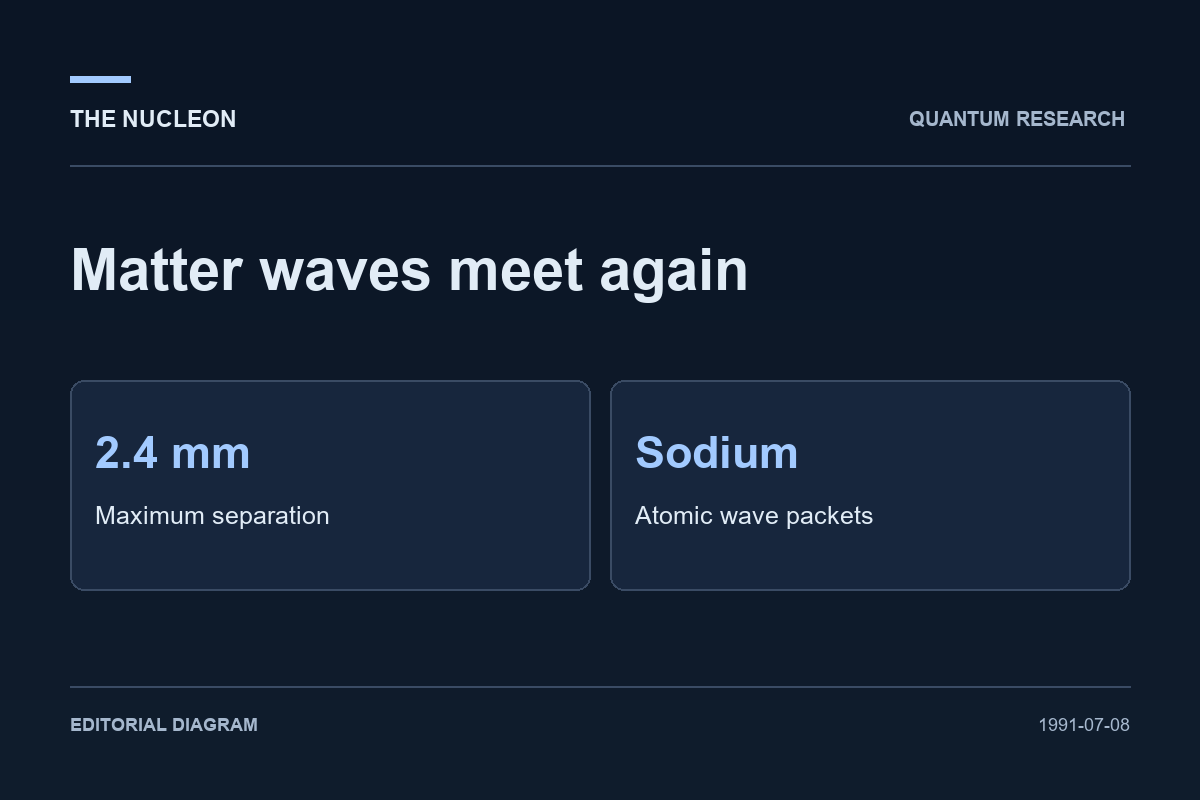 THE NUCLEON
QUANTUM RESEARCH
Matter waves meet again
2.4 mm
Maximum separation
Sodium
Atomic wave packets
EDITORIAL DIAGRAM
1991-07-08